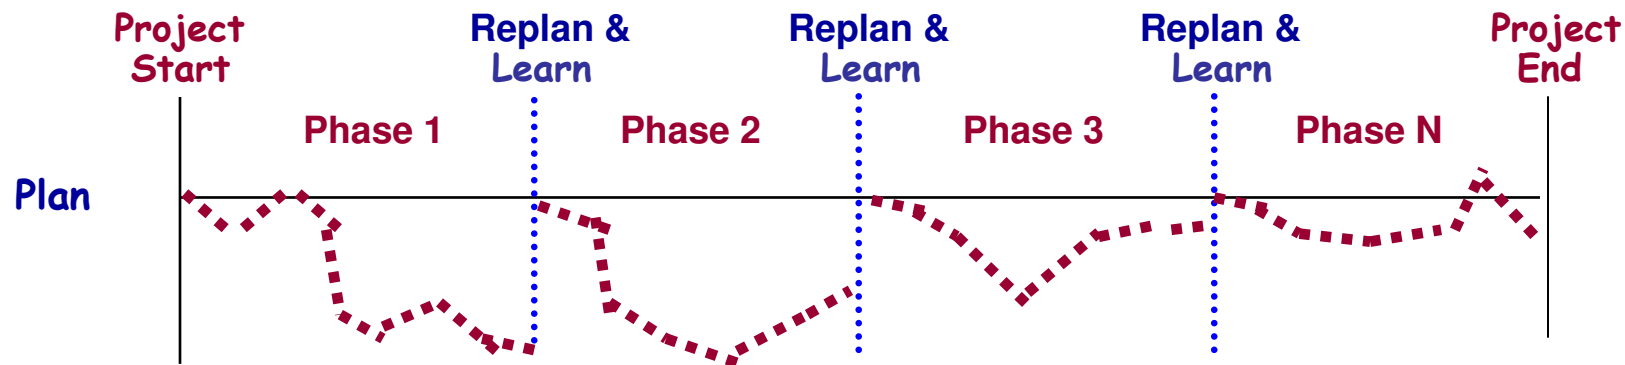 Project
Start
Replan &
Learn
Replan &
Learn
Replan &
Learn
Project
End
Phase 1
Phase 2
Phase 3
Phase N
Plan